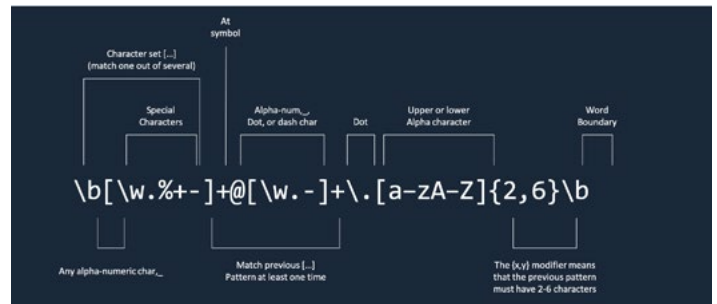 At
symbol
Character set [...]
(match one out of several)
Special
Characters
Alpha-num,_,
Dot, or dash char
Dot
Upper or lower
Alpha character
Word
Boundary
\b[\w.%+-]+@[\w.-]+\.[a-zA-Z]{2,6}\b
Any alpha-numeric char,_
Match previous [...]
Pattern at least one time
The {x,y} modifier means
that the previous pattern
must have 2-6 characters